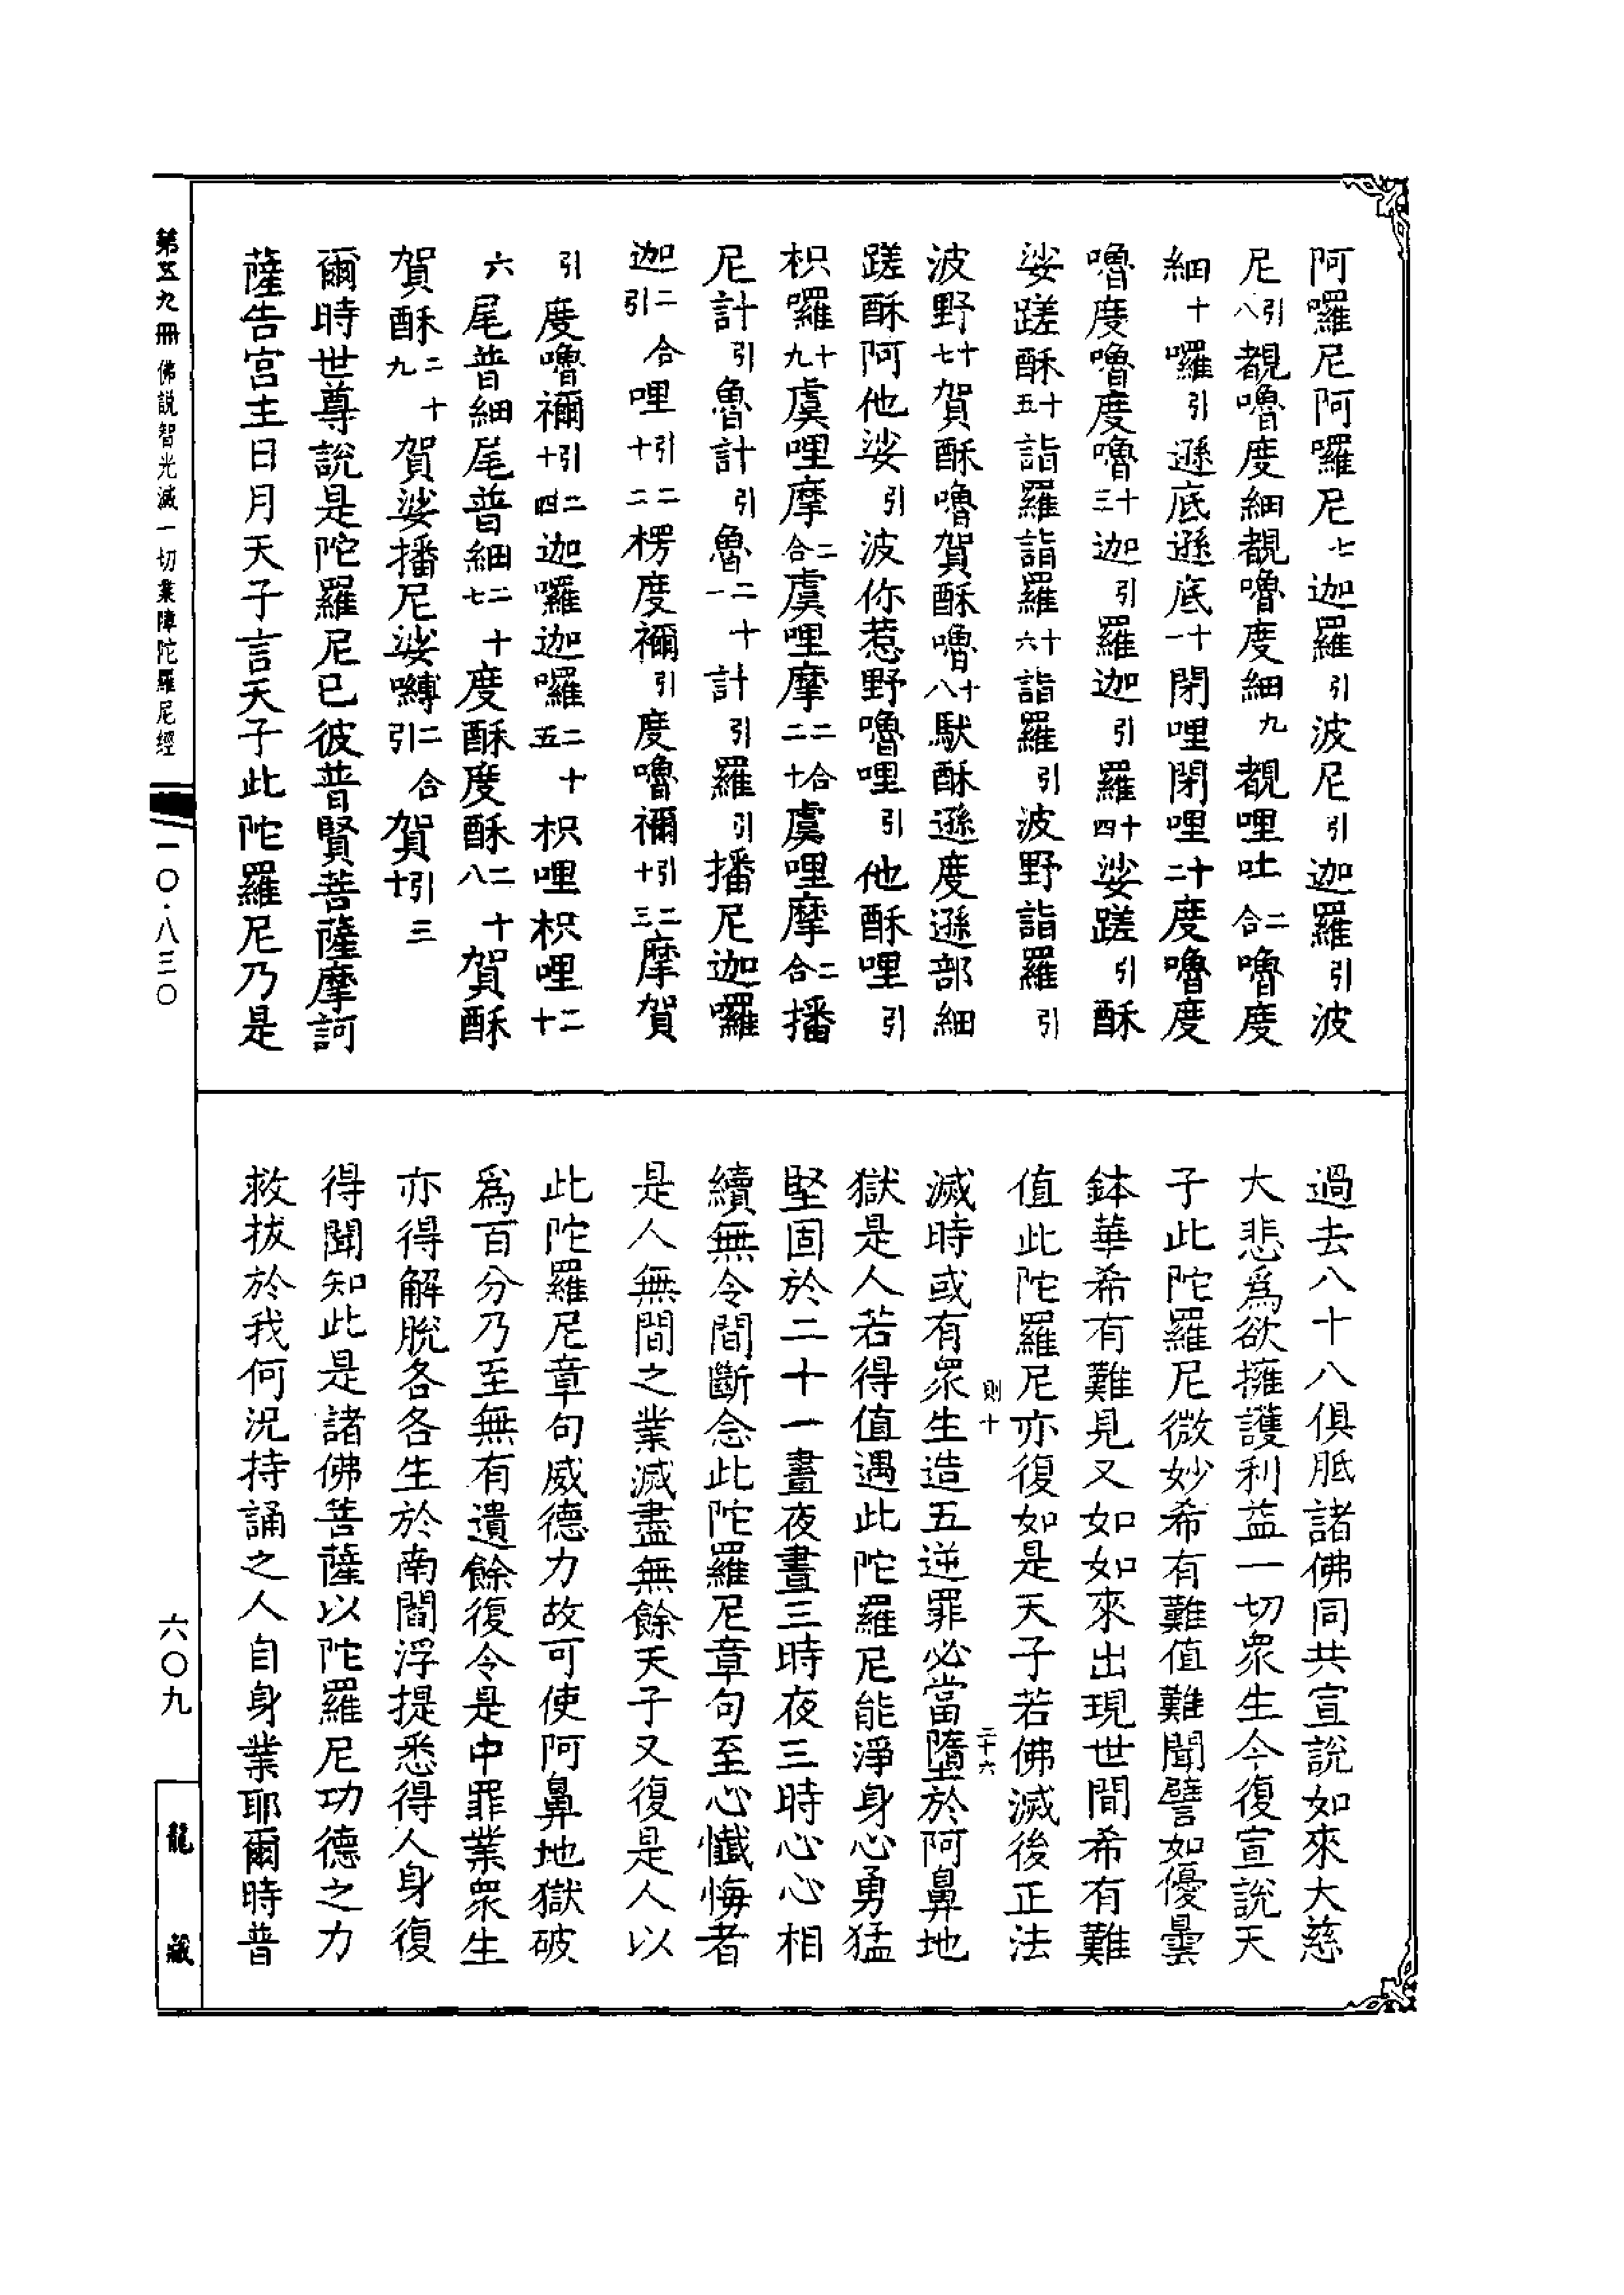 阿囉尼阿囉尼七迦羅引波尼引迦羅引波
尼引八覩嚕度細覩嚕度細九覩哩吐二合嚕度
細十囉引遜底遜底十一閉哩閉哩十二度嚕度
嚕度嚕度嚕十三迦引羅迦引羅十四娑蹉引酥
娑蹉酥十五詣羅詣羅十六詣羅引波野詣羅引
波野十七賀酥嚕賀酥嚕十八馱酥遜度遜部細
蹉酥阿他娑引波你惹野嚕哩引他酥哩引
枳囉十九虞哩摩二合虞哩摩二合二十虞哩摩二合播
尼計引魯計引魯二十一計引羅引播尼迦囉
迦二合引哩引二十二楞度禰引度嚕禰引二十三摩賀
引度嚕禰引二十四迦囉迦囉二十五枳哩枳哩二十
六尾普細尾普細二十七度酥度酥二十八賀酥
賀酥二十九賀娑播尼娑嚩二合引賀引三十
爾時世尊說是陀羅尼已彼普賢菩薩摩訶
薩告宮主日月天子言天子此陀羅尼乃是
過去八十八俱胝諸佛同共宣說如來大慈
大悲爲欲擁護利益一切衆生今復宣說天
子此陀羅尼微妙希有難值難聞譬如優曇
鉢華希有難見又如如來出現世間希有難
值此陀羅尼亦復如是天子若佛滅後正法
則十
二十六
滅時或有衆生造五逆罪必當墮於阿鼻地
獄是人若得值遇此陀羅尼能淨身心勇猛
堅固於二十一晝夜晝三時夜三時心心相
續無令間斷念此陀羅尼章句至心懺悔者
是人無間之業滅盡無餘天子又復是人以
此陀羅尼章句威德力故可使阿鼻地獄破
爲百分乃至無有遺餘復令是中罪業衆生
亦得解脫各各生於南閻浮提悉得人身復
得聞知此是諸佛菩薩以陀羅尼功德之力
救拔於我何況持誦之人自身業耶爾時普
第五九冊 佛說智光滅一切業障陀羅尼經 一〇·八三〇
六〇九
龍藏